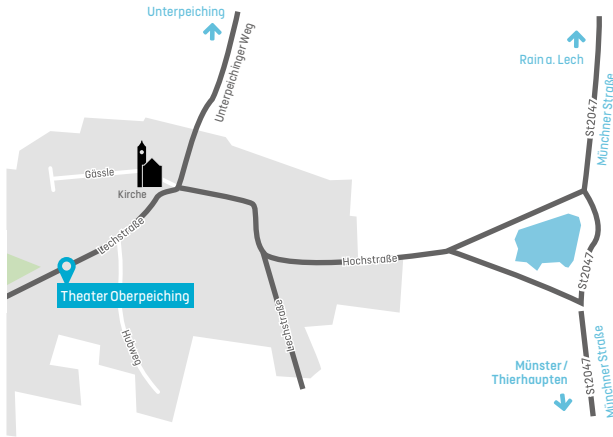 Unterpeiching
Unterpeichinger Weg
Rain a. Lech
St2047
Münchner Straße
Gässle
Kirche
Lechstraße
Hochstraße
St2047
Theater Oberpeiching
Hubweg
Lechstraße
Münster/
Thierhaupten
St2047
Münchner Straße